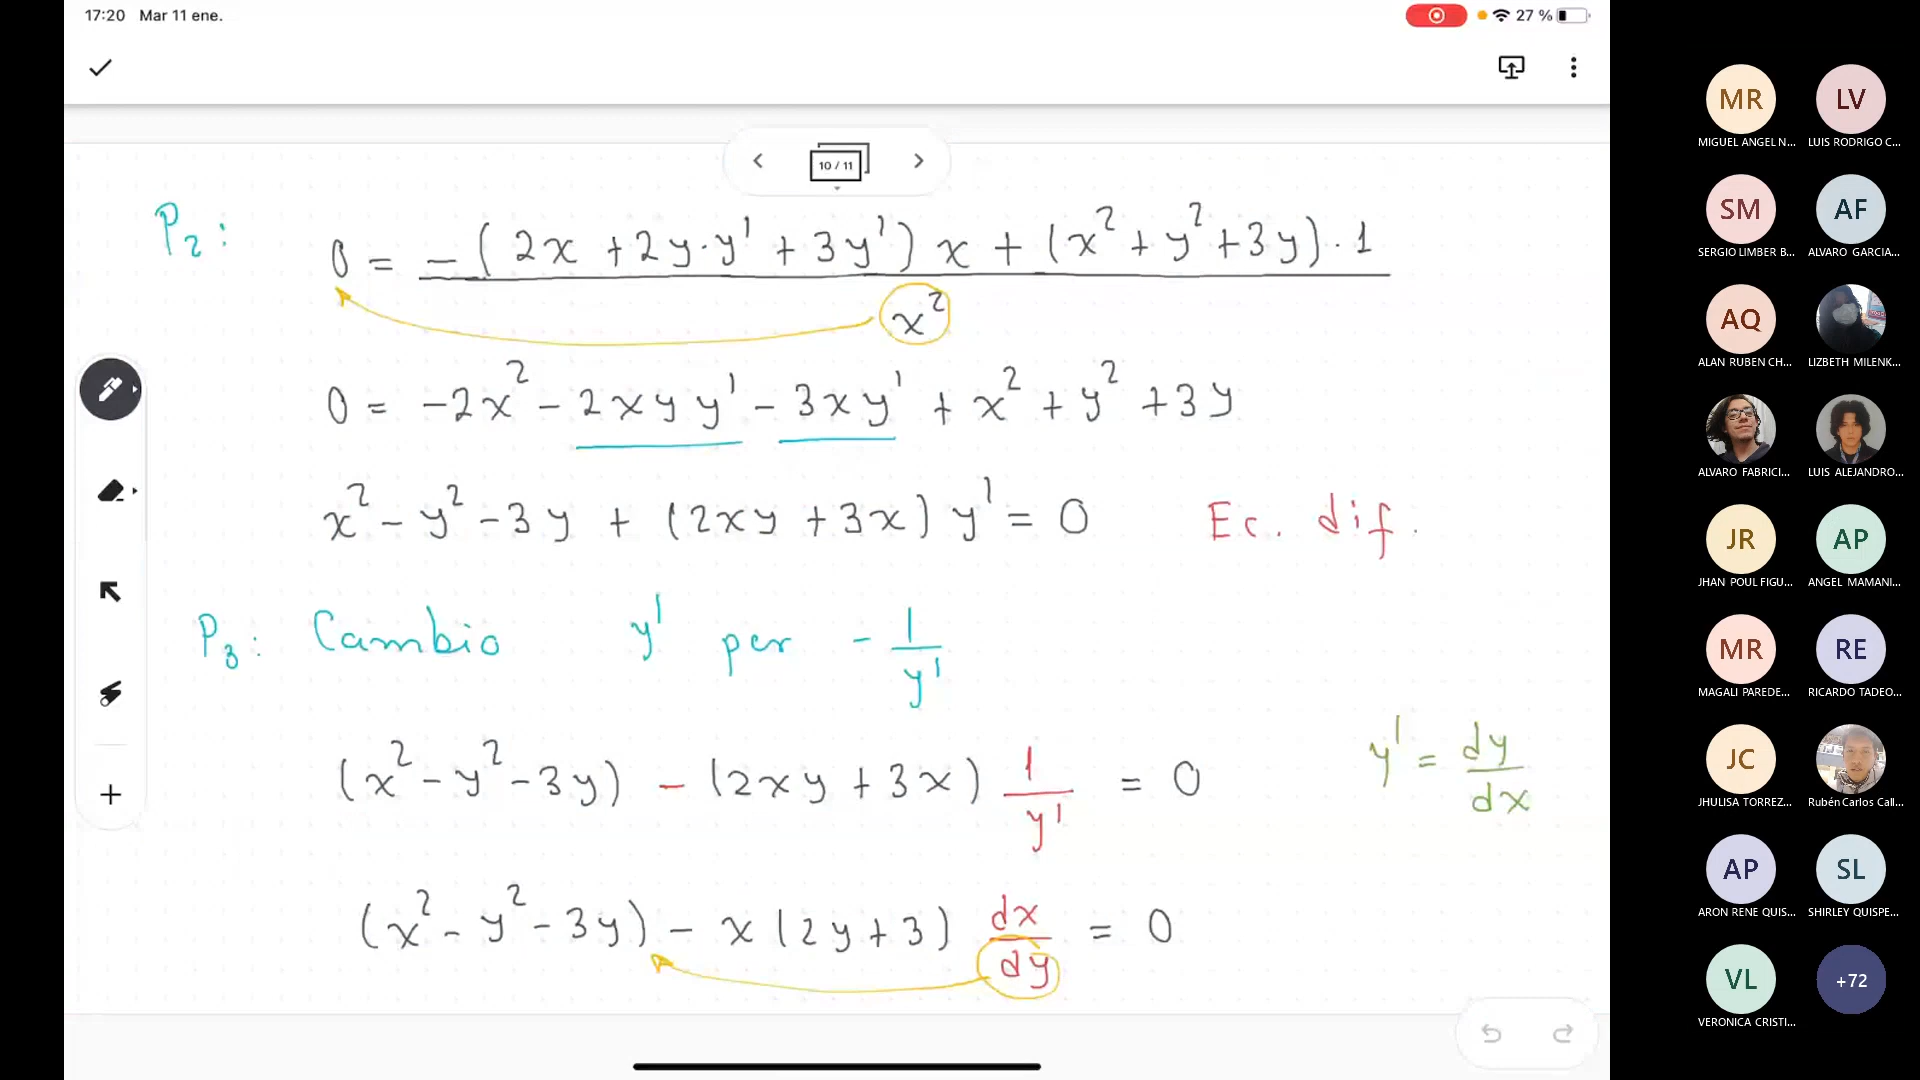 17:20 Mar 11 ene.
27 %
10 / 11
P₂:
0 = -(2x + 2y·y' + 3y')x + (x² + y² + 3y)·1
x²
0 = -2x² - 2xyy' - 3xy' + x² + y² + 3y
x² - y² - 3y + (2xy + 3x)y' = 0 Ec. dif.
P₃: Cambio y' por - 1/y'
(x² - y² - 3y) - (2xy + 3x) 1/y' = 0
y' = dy/dx
(x² - y² - 3y) - x(2y + 3) dx/dy = 0
MR LV
MIGUEL ANGEL N... LUIS RODRIGO C...
SM AF
SERGIO LIMBER B... ALVARO GARCIA...
AQ
ALAN RUBEN CH... LIZBETH MILENK...
ALVARO FABRICI... LUIS ALEJANDRO...
JR AP
JHAN POUL FIGU... ANGEL MAMANI...
MR RE
MAGALI PAREDE... RICARDO TADEO...
JC
JHULISA TORREZ... Rubén Carlos Call...
AP SL
ARON RENE QUIS... SHIRLEY QUISPE...
VL +72
VERONICA CRISTI...